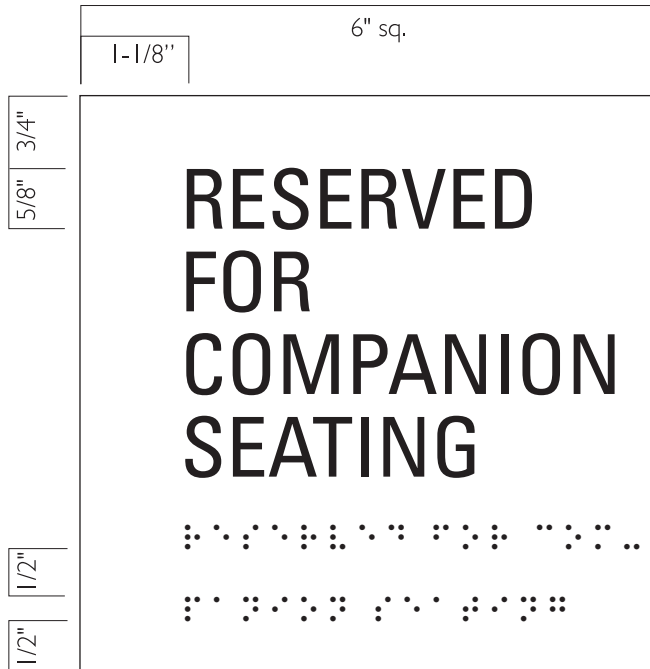 6" sq.
1-1/8’’
3/4"
5/8"
RESERVED
FOR
COMPANION
SEATING
⠗⠑⠎⠑⠗⠧⠑⠙ ⠋⠕⠗ ⠉⠕⠍⠤
1/2"
⠏⠁⠝⠊⠕⠝ ⠎⠑⠁⠞⠊⠝⠛
1/2"